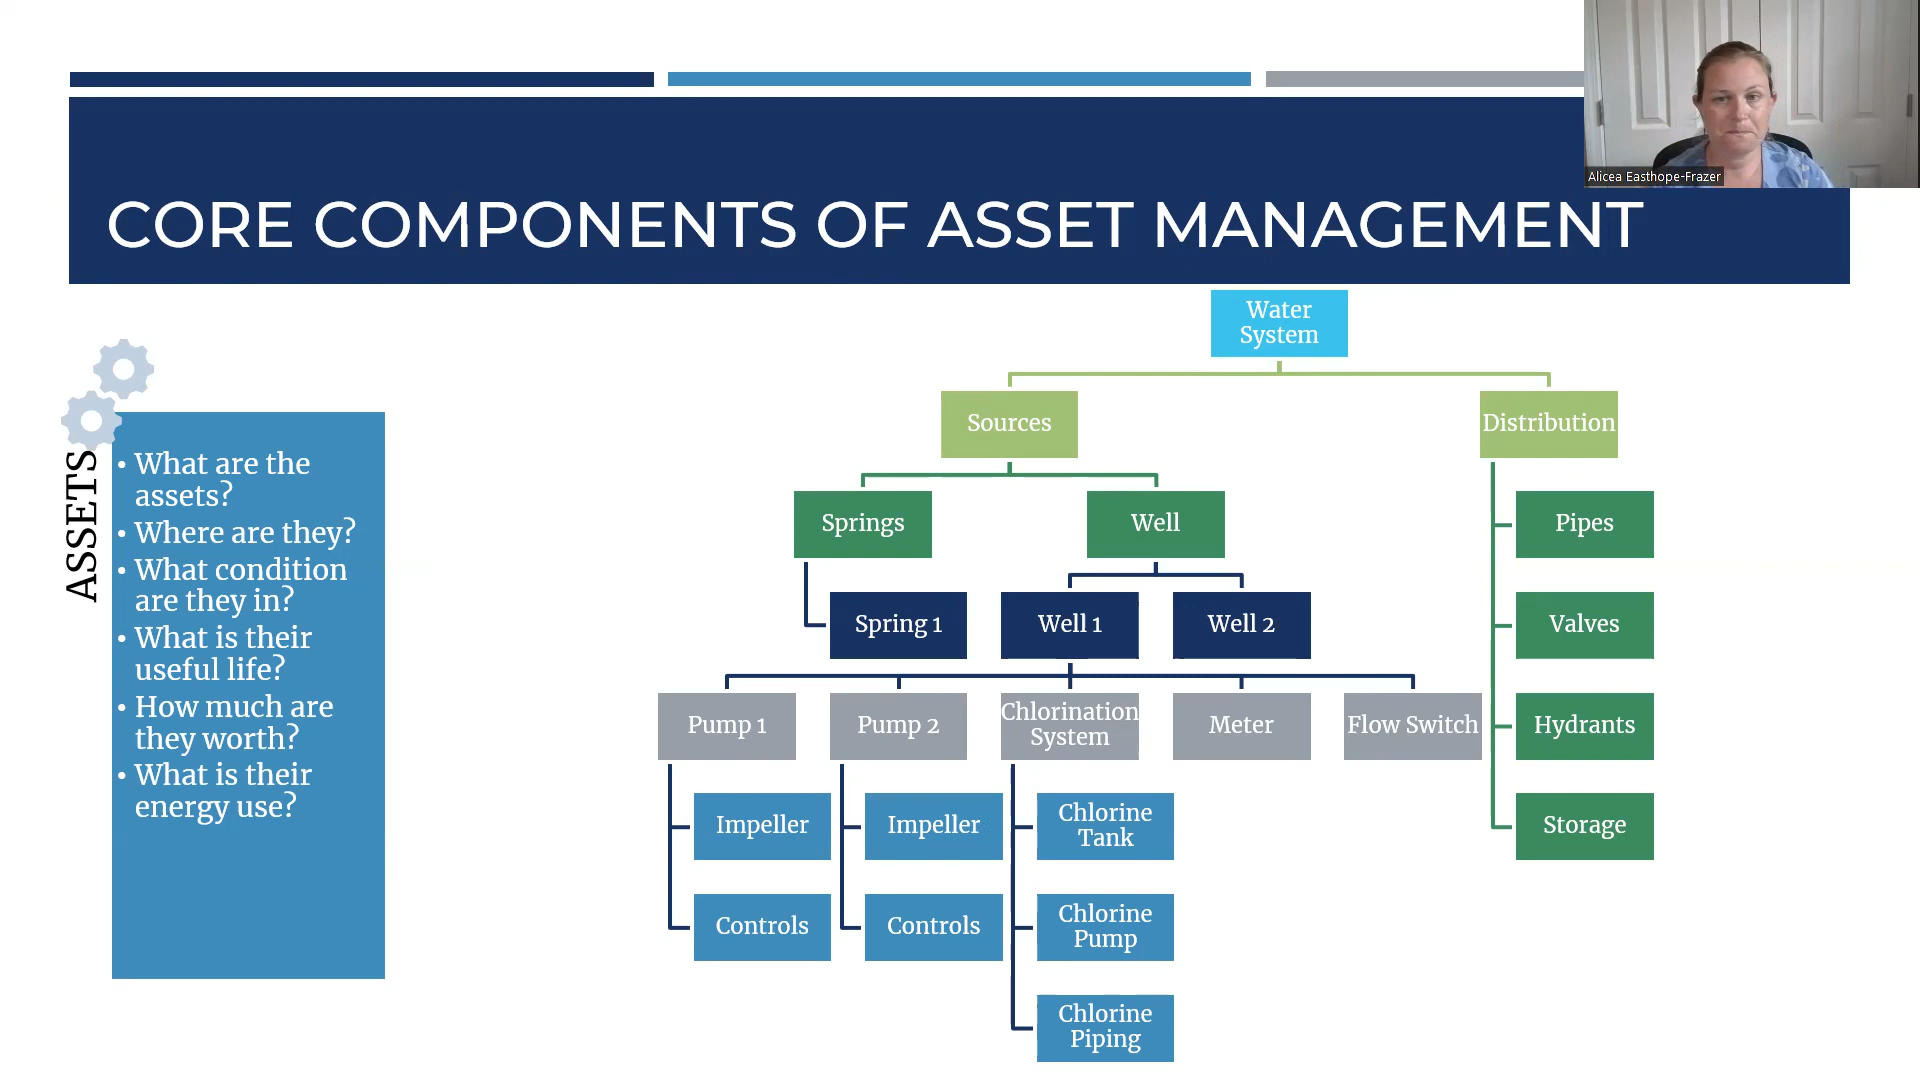 Alicea Easthope-Frazer
CORE COMPONENTS OF ASSET MANAGEMENT
ASSETS
• What are the
assets?
• Where are they?
• What condition
are they in?
• What is their
useful life?
• How much are
they worth?
• What is their
energy use?
Water
System
Sources
Distribution
Springs
Well
Pipes
Spring 1
Well 1
Well 2
Valves
Pump 1
Pump 2
Chlorination
System
Meter
Flow Switch
Hydrants
Impeller
Impeller
Chlorine
Tank
Storage
Controls
Controls
Chlorine
Pump
Chlorine
Piping